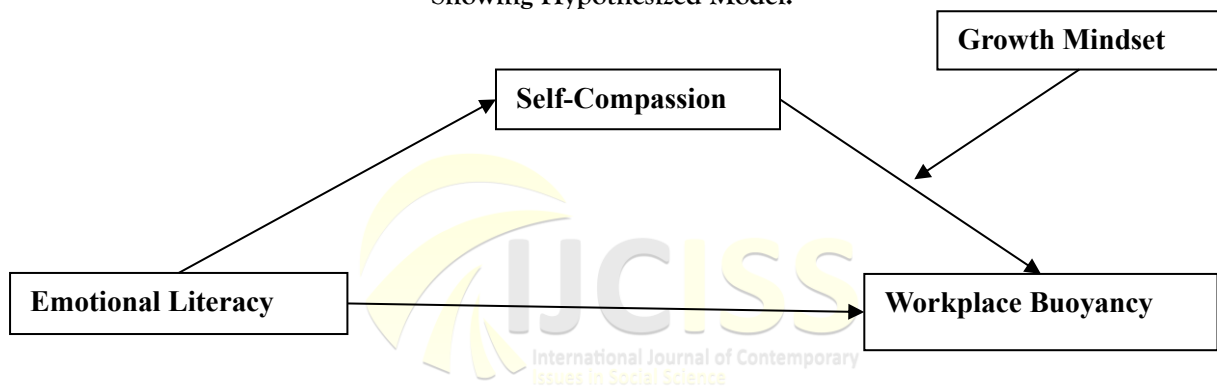 Showing Hypothesized Model.
Growth Mindset
Self-Compassion
Emotional Literacy
Workplace Buoyancy
IJCISS
International Journal of Contemporary
Issues in Social Science